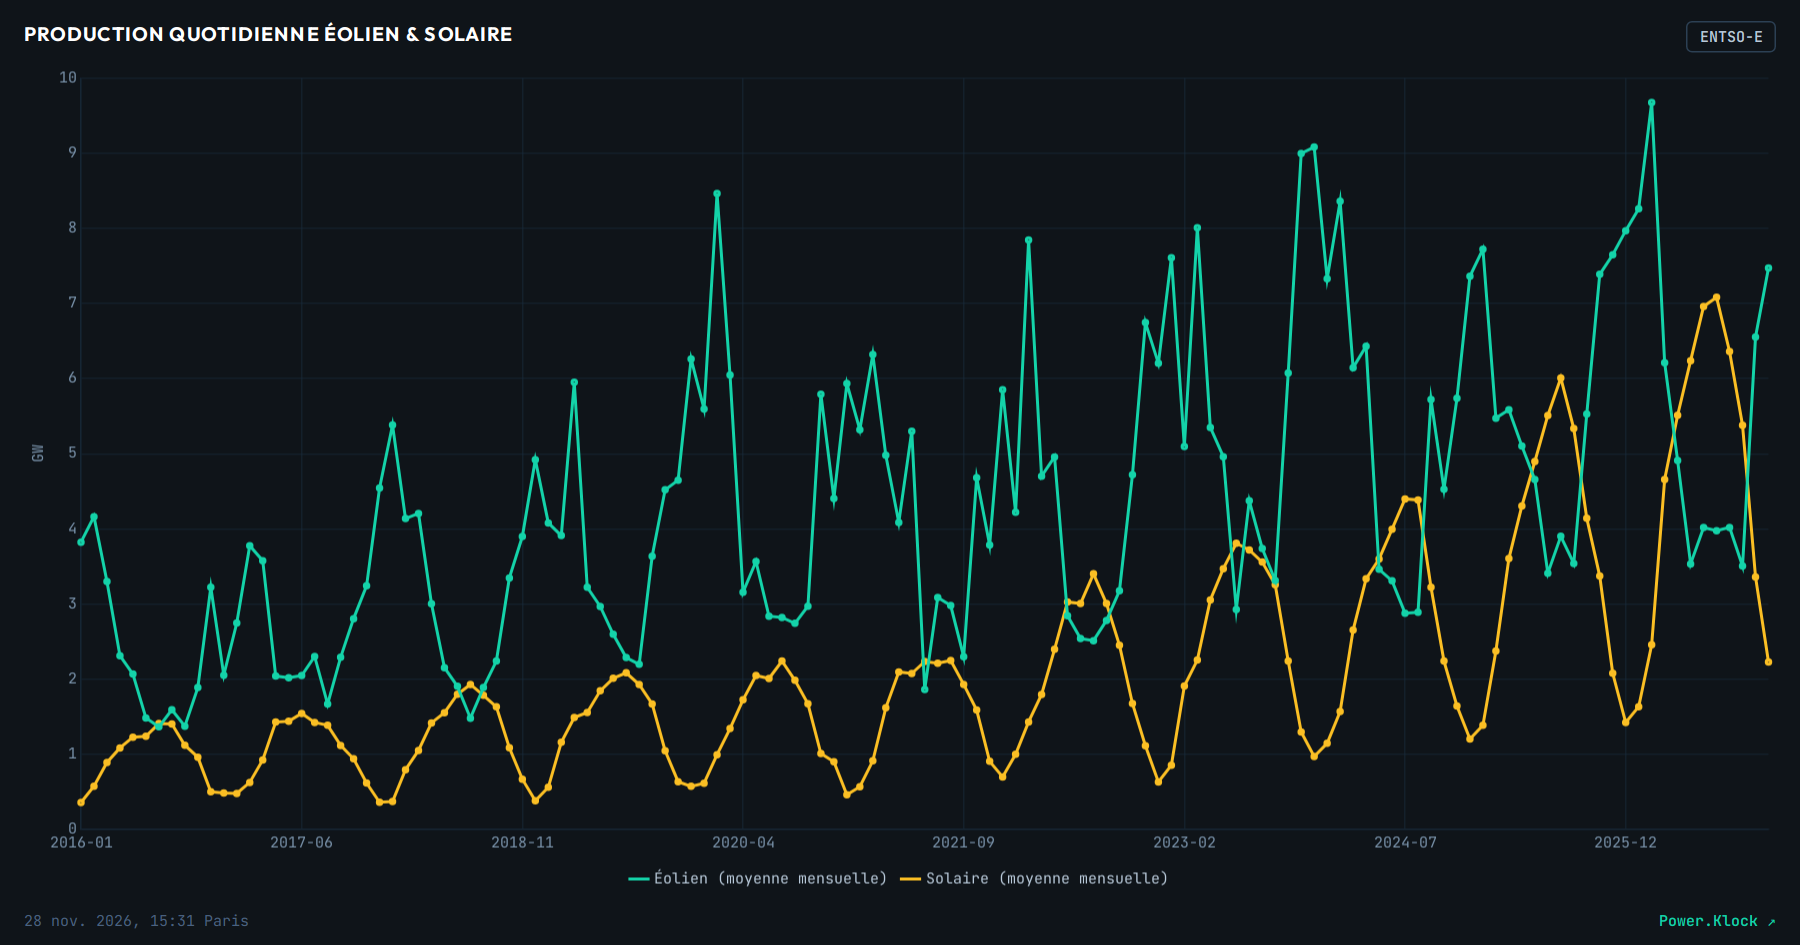 PRODUCTION QUOTIDIENNE ÉOLIEN & SOLAIRE
ENTSO-E
10
9
8
7
6
5
4
3
2
1
0
GW
2016-01 2017-06 2018-11 2020-04 2021-09 2023-02 2024-07 2025-12
Éolien (moyenne mensuelle) Solaire (moyenne mensuelle)
28 nov. 2026, 15:31 Paris
Power.Klock ↗